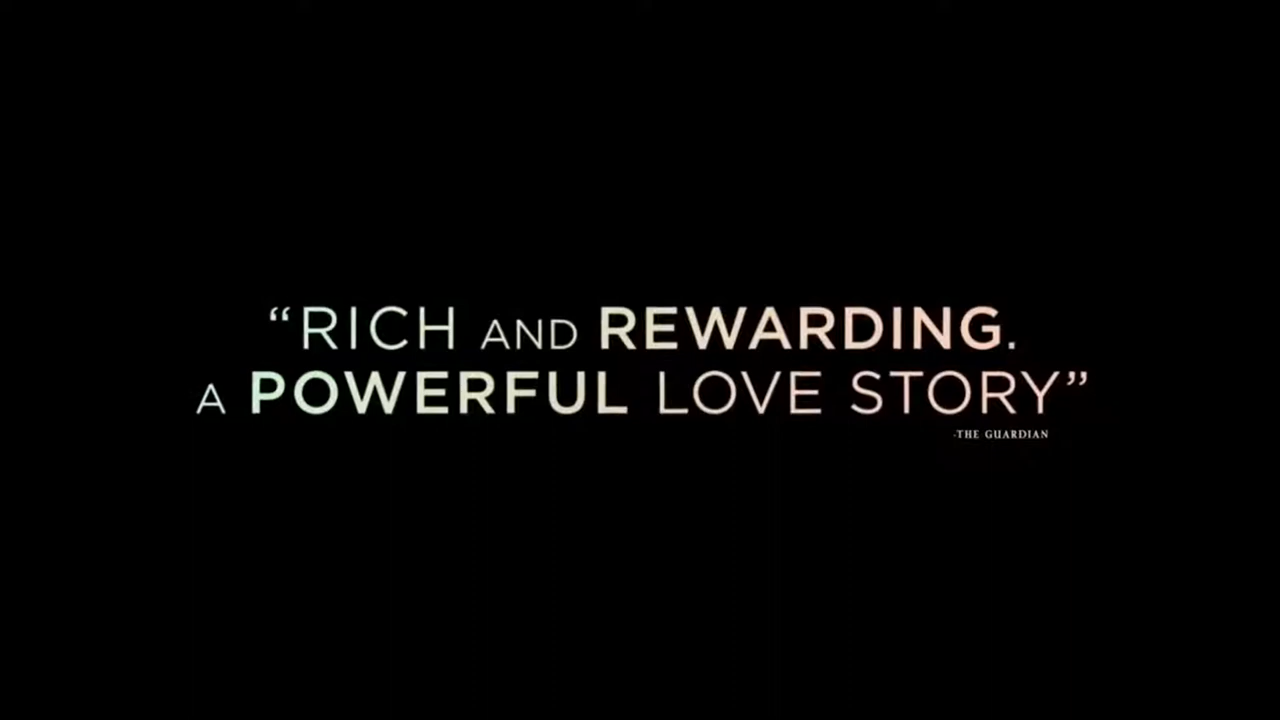 “RICH AND REWARDING.
A POWERFUL LOVE STORY”
-THE GUARDIAN